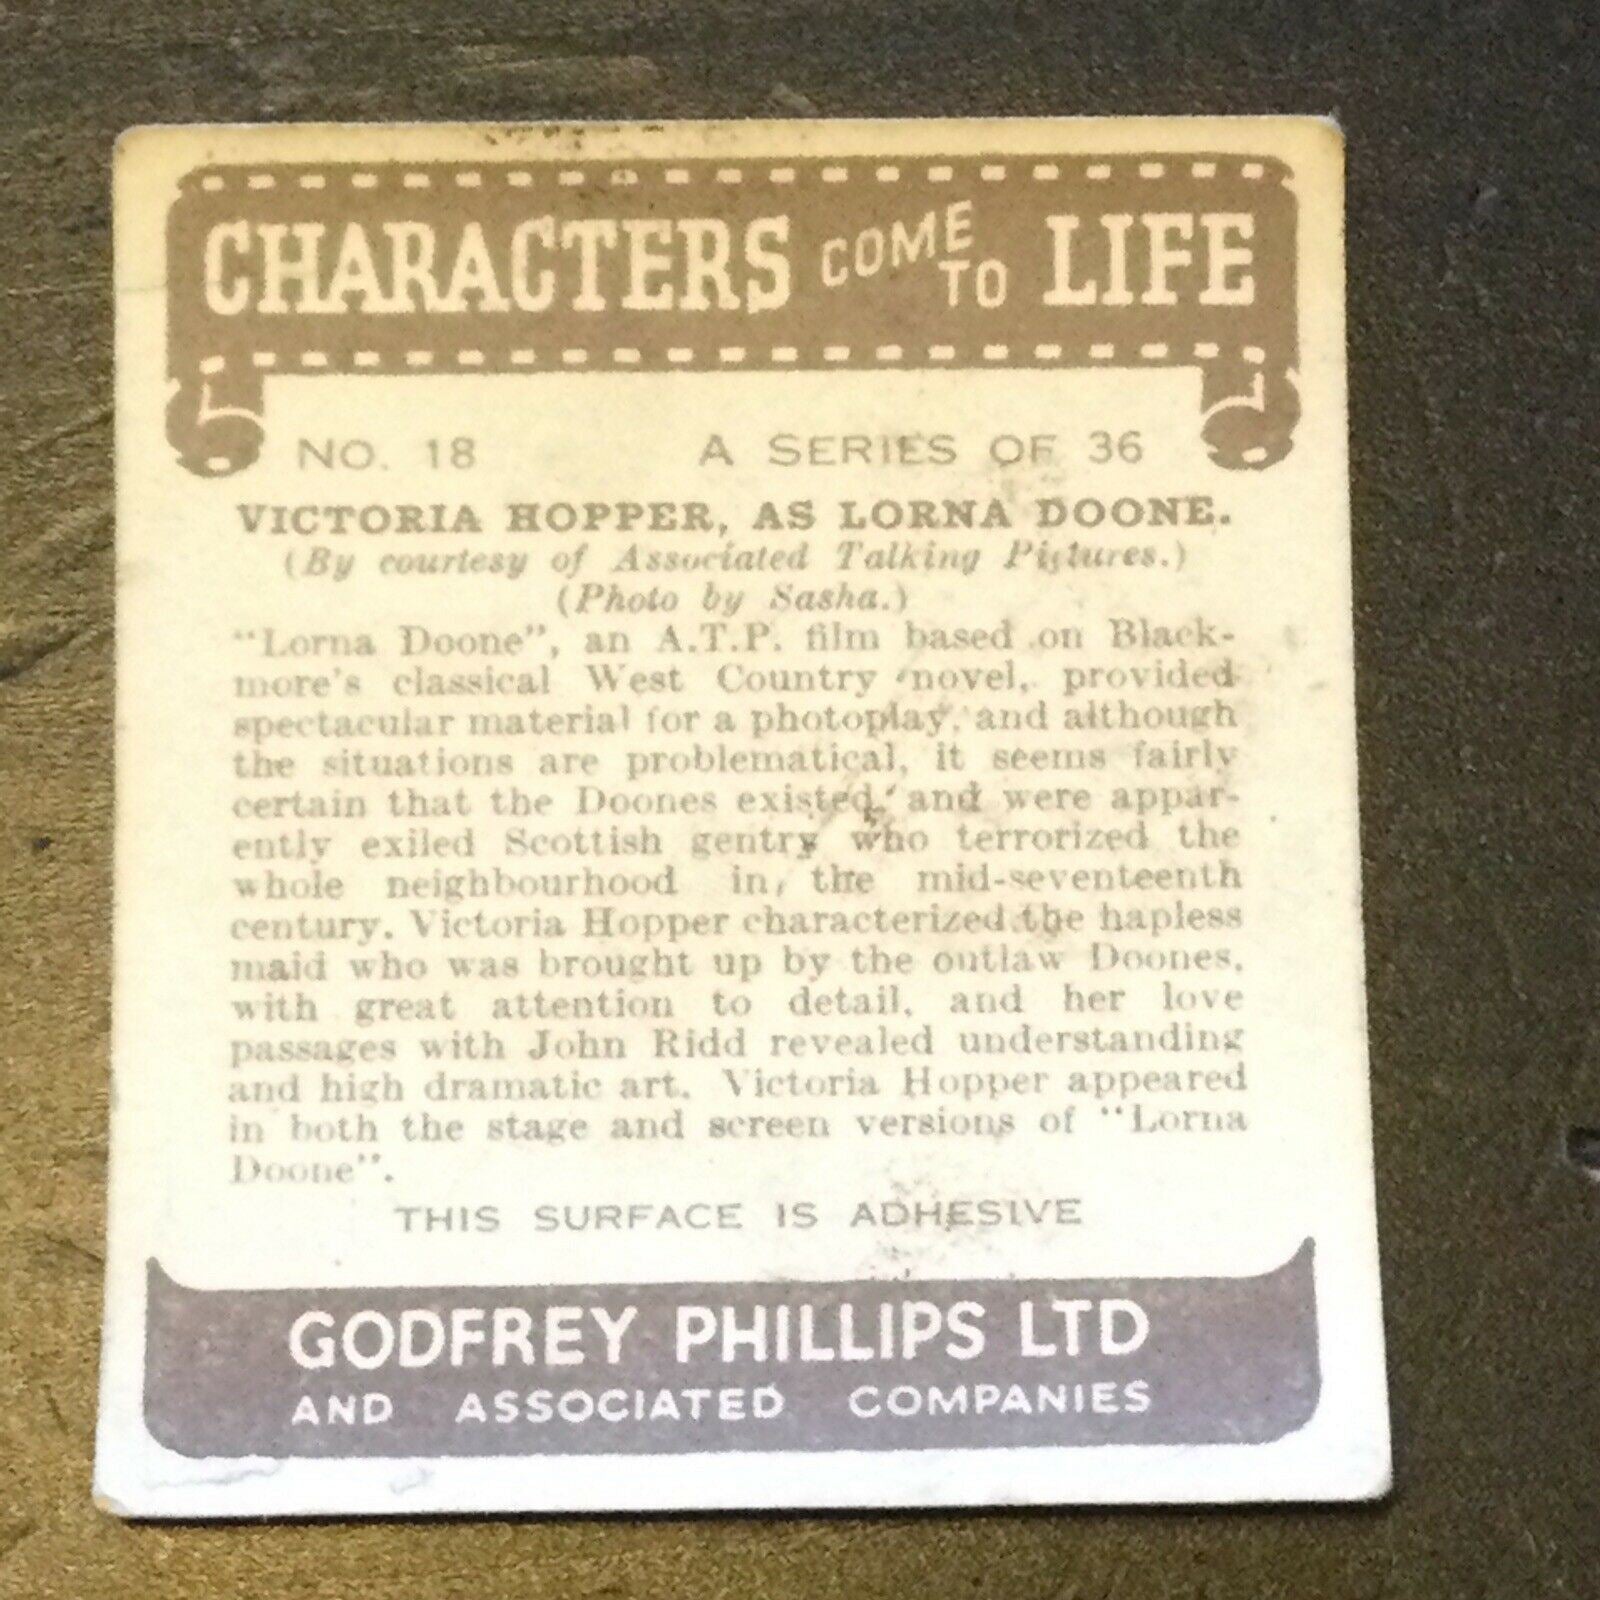 CHARACTERS COME TO LIFE
NO. 18 A SERIES OF 36
VICTORIA HOPPER, AS LORNA DOONE.
(By courtesy of Associated Talking Pictures.)
(Photo by Sasha.)
"Lorna Doone", an A.T.P. film based on Black-
more's classical West Country novel, provided
spectacular material for a photoplay, and although
the situations are problematical, it seems fairly
certain that the Doones existed, and were appar-
ently exiled Scottish gentry who terrorized the
whole neighbourhood in the mid-seventeenth
century. Victoria Hopper characterized the hapless
maid who was brought up by the outlaw Doones,
with great attention to detail, and her love
passages with John Ridd revealed understanding
and high dramatic art. Victoria Hopper appeared
in both the stage and screen versions of "Lorna
Doone".
THIS SURFACE IS ADHESIVE
GODFREY PHILLIPS LTD
AND ASSOCIATED COMPANIES